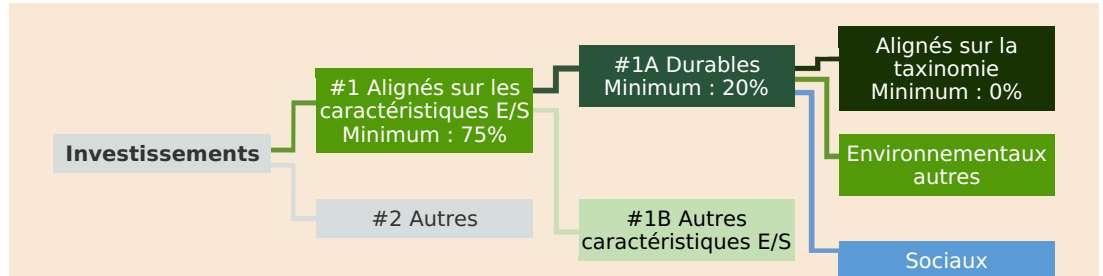 Investissements
#1 Alignés sur les
caractéristiques E/S
Minimum : 75%
#2 Autres
#1A Durables
Minimum : 20%
#1B Autres
caractéristiques E/S
Alignés sur la
taxinomie
Minimum : 0%
Environnementaux
autres
Sociaux